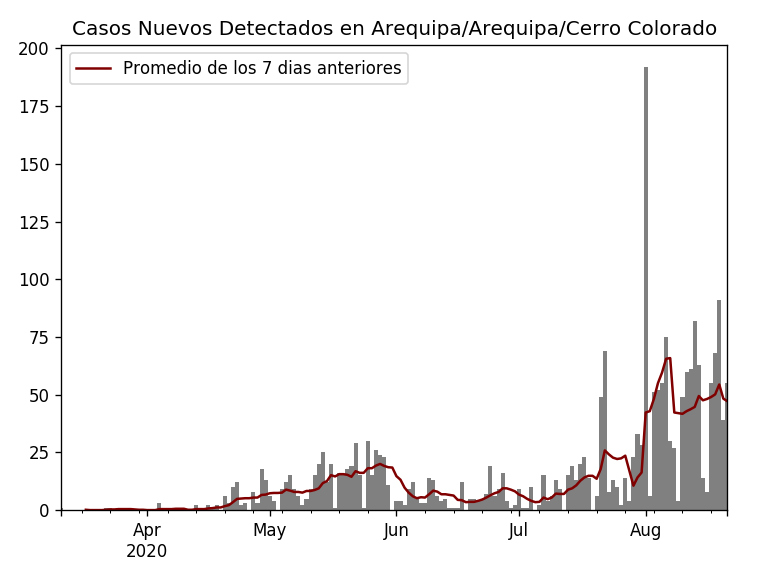 Casos Nuevos Detectados en Arequipa/Arequipa/Cerro Colorado
Promedio de los 7 dias anteriores
200
175
150
125
100
75
50
25
0
Apr
2020
May
Jun
Jul
Aug